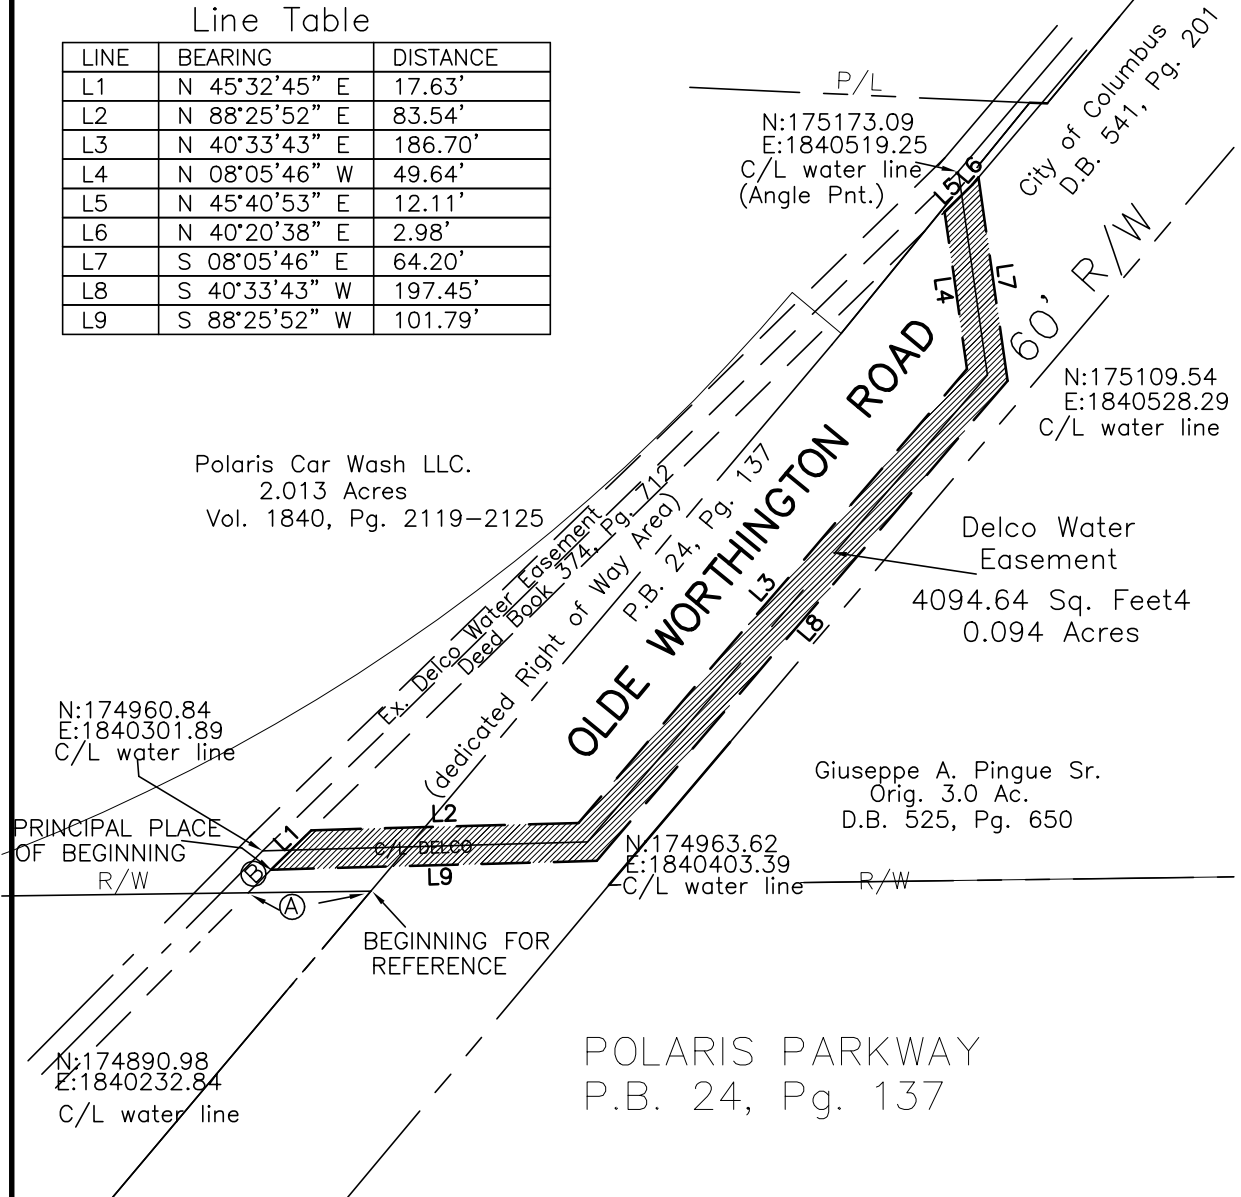 Line Table
LINE BEARING DISTANCE
L1 N 45°32'45" E 17.63'
L2 N 88°25'52" E 83.54'
L3 N 40°33'43" E 186.70'
L4 N 08°05'46" W 49.64'
L5 N 45°40'53" E 12.11'
L6 N 40°20'38" E 2.98'
L7 S 08°05'46" E 64.20'
L8 S 40°33'43" W 197.45'
L9 S 88°25'52" W 101.79'
P/L
N:175173.09
E:1840519.25
C/L water line
(Angle Pnt.)
City of Columbus
D.B. 541, Pg. 201
L5
L6
L4
L7
60' R/W
N:175109.54
E:1840528.29
C/L water line
OLDE WORTHINGTON ROAD
Polaris Car Wash LLC.
2.013 Acres
Vol. 1840, Pg. 2119-2125
Ex. Delco Water Easement
Deed Book 374, Pg. 712
(dedicated Right of Way Area)
P.B. 24, Pg. 137
L3
L8
Delco Water
Easement
4094.64 Sq. Feet4
0.094 Acres
N:174960.84
E:1840301.89
C/L water line
Giuseppe A. Pingue Sr.
Orig. 3.0 Ac.
D.B. 525, Pg. 650
PRINCIPAL PLACE
OF BEGINNING
L1
L2
C/L DELCO
L9
B
R/W
A
N:174963.62
E:1840403.39
C/L water line
R/W
BEGINNING FOR
REFERENCE
N:174890.98
E:1840232.84
C/L water line
POLARIS PARKWAY
P.B. 24, Pg. 137